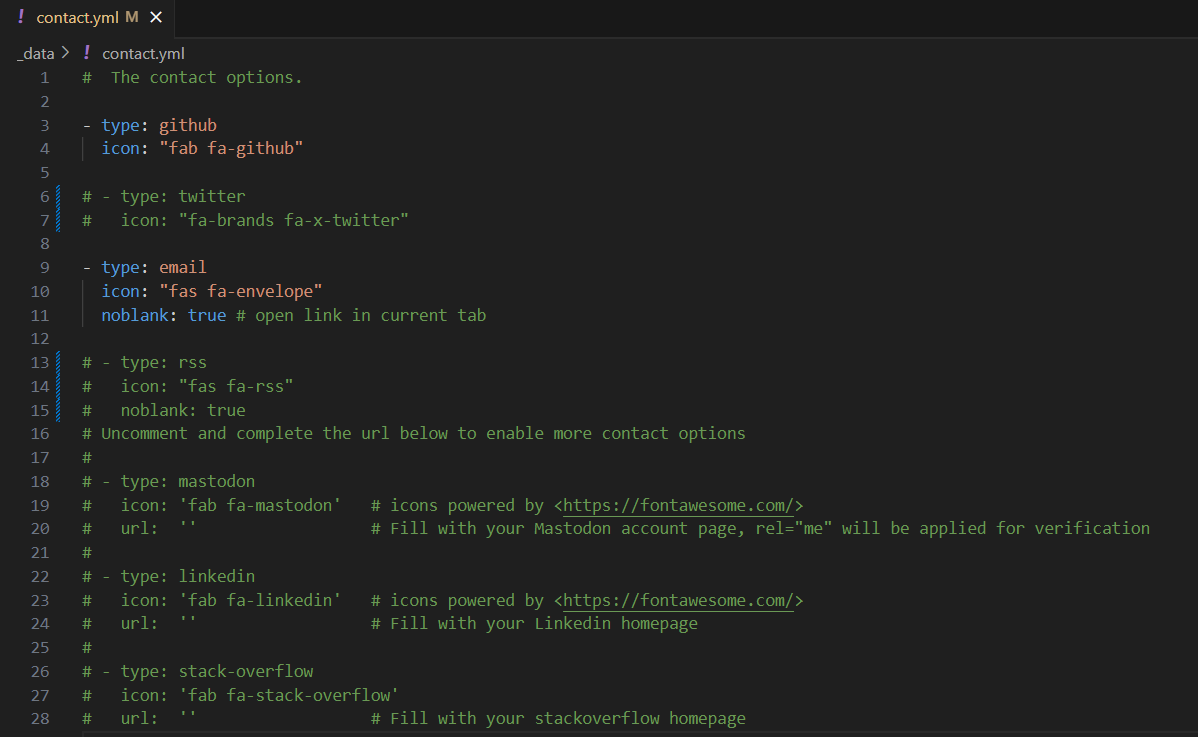 ! contact.yml M ×
_data > ! contact.yml
1 #  The contact options.
2
3 - type: github
4   icon: "fab fa-github"
5
6 # - type: twitter
7 #   icon: "fa-brands fa-x-twitter"
8
9 - type: email
10   icon: "fas fa-envelope"
11   noblank: true # open link in current tab
12
13 # - type: rss
14 #   icon: "fas fa-rss"
15 #   noblank: true
16 # Uncomment and complete the url below to enable more contact options
17 #
18 # - type: mastodon
19 #   icon: 'fab fa-mastodon'   # icons powered by <https://fontawesome.com/>
20 #   url:  ''                  # Fill with your Mastodon account page, rel="me" will be applied for verification
21 #
22 # - type: linkedin
23 #   icon: 'fab fa-linkedin'   # icons powered by <https://fontawesome.com/>
24 #   url:  ''                  # Fill with your Linkedin homepage
25 #
26 # - type: stack-overflow
27 #   icon: 'fab fa-stack-overflow'
28 #   url:  ''                  # Fill with your stackoverflow homepage